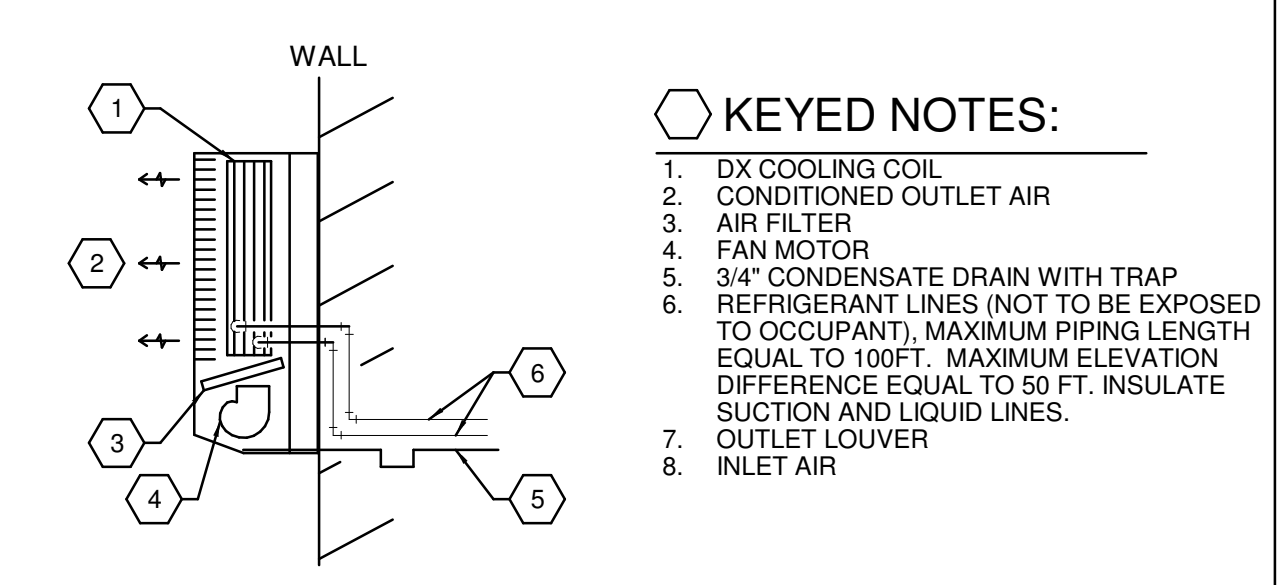 WALL
1
2
3
4
5
6
KEYED NOTES:
1. DX COOLING COIL
2. CONDITIONED OUTLET AIR
3. AIR FILTER
4. FAN MOTOR
5. 3/4" CONDENSATE DRAIN WITH TRAP
6. REFRIGERANT LINES (NOT TO BE EXPOSED
TO OCCUPANT), MAXIMUM PIPING LENGTH
EQUAL TO 100FT. MAXIMUM ELEVATION
DIFFERENCE EQUAL TO 50 FT. INSULATE
SUCTION AND LIQUID LINES.
7. OUTLET LOUVER
8. INLET AIR